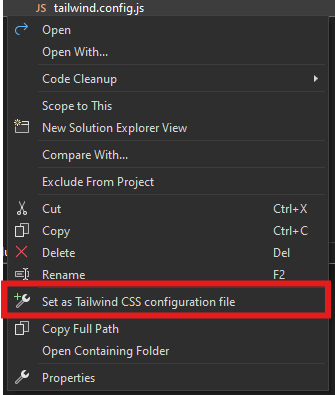 JS tailwind.config.js
Open
Open With...
Code Cleanup
Scope to This
New Solution Explorer View
Compare With...
Exclude From Project
Cut Ctrl+X
Copy Ctrl+C
Delete Del
Rename F2
Set as Tailwind CSS configuration file
Copy Full Path
Open Containing Folder
Properties